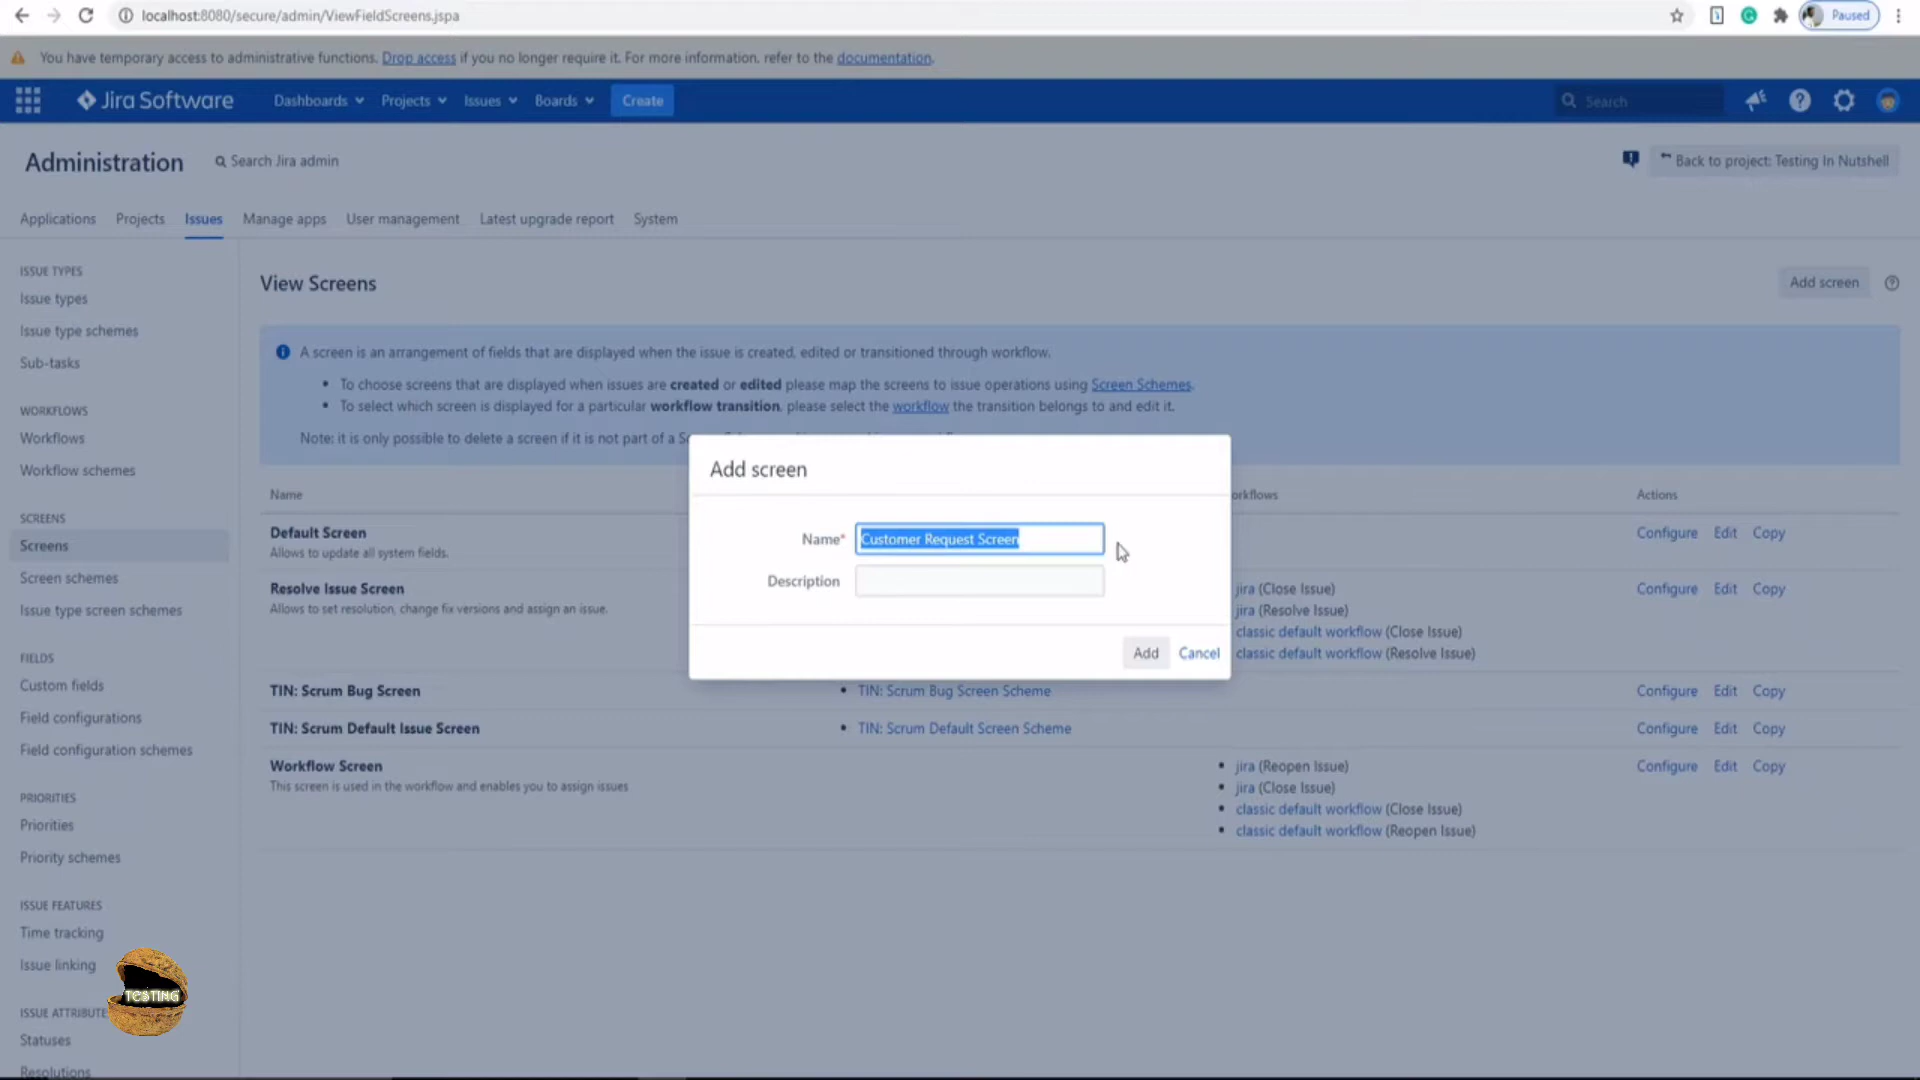 localhost:8080/secure/admin/ViewFieldScreens.jspa
Paused
You have temporary access to administrative functions. Drop access if you no longer require it. For more information, refer to the documentation.
Jira Software
Dashboards
Projects
Issues
Boards
Create
Search
Administration
Search Jira admin
Back to project: Testing In Nutshell
Applications
Projects
Issues
Manage apps
User management
Latest upgrade report
System
ISSUE TYPES
Issue types
Issue type schemes
Sub-tasks
WORKFLOWS
Workflows
Workflow schemes
SCREENS
Screens
Screen schemes
Issue type screen schemes
FIELDS
Custom fields
Field configurations
Field configuration schemes
PRIORITIES
Priorities
Priority schemes
ISSUE FEATURES
Time tracking
Issue linking
ISSUE ATTRIBUTE
Statuses
Resolutions
TESTING
View Screens
Add screen
A screen is an arrangement of fields that are displayed when the issue is created, edited or transitioned through workflow.
• To choose screens that are displayed when issues are created or edited please map the screens to issue operations using Screen Schemes.
• To select which screen is displayed for a particular workflow transition, please select the workflow the transition belongs to and edit it.
Note: it is only possible to delete a screen if it is not part of a
Name
orkflows
Actions
Default Screen
Allows to update all system fields.
Configure Edit Copy
Resolve Issue Screen
Allows to set resolution, change fix versions and assign an issue.
jira (Close Issue)
jira (Resolve Issue)
classic default workflow (Close Issue)
classic default workflow (Resolve Issue)
Configure Edit Copy
TIN: Scrum Bug Screen
• TIN: Scrum Bug Screen Scheme
Configure Edit Copy
TIN: Scrum Default Issue Screen
• TIN: Scrum Default Screen Scheme
Configure Edit Copy
Workflow Screen
This screen is used in the workflow and enables you to assign issues
• jira (Reopen Issue)
• jira (Close Issue)
• classic default workflow (Close Issue)
• classic default workflow (Reopen Issue)
Configure Edit Copy
Add screen
Name* Customer Request Screen
Description
Add Cancel